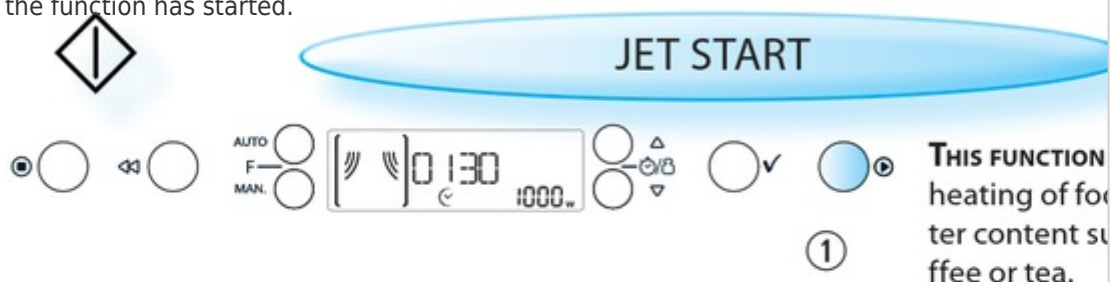 the function has started.
JET START
AUTO
F
MAN.
0130
1000w
1
THIS FUNCTION
heating of foo
ter content su
ffee or tea.